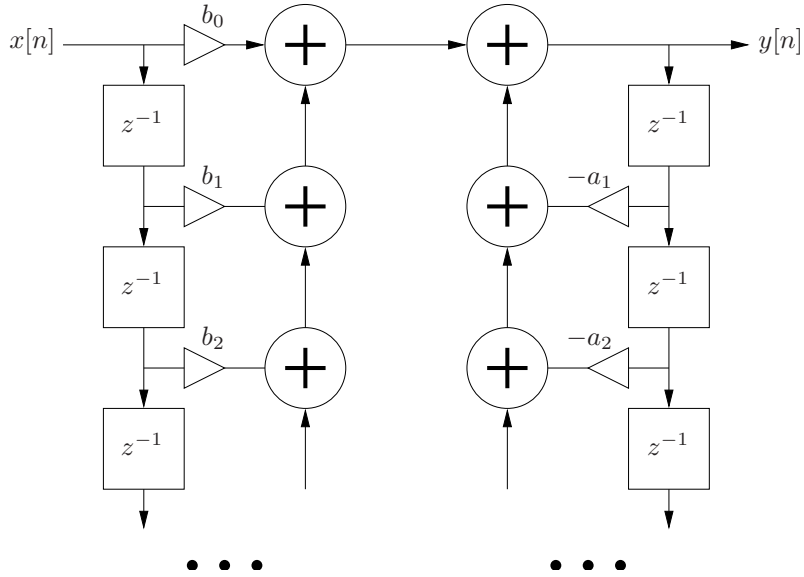 b₀
x[n] y[n]
z⁻¹ z⁻¹
b₁ −a₁
z⁻¹ z⁻¹
b₂ −a₂
z⁻¹ z⁻¹